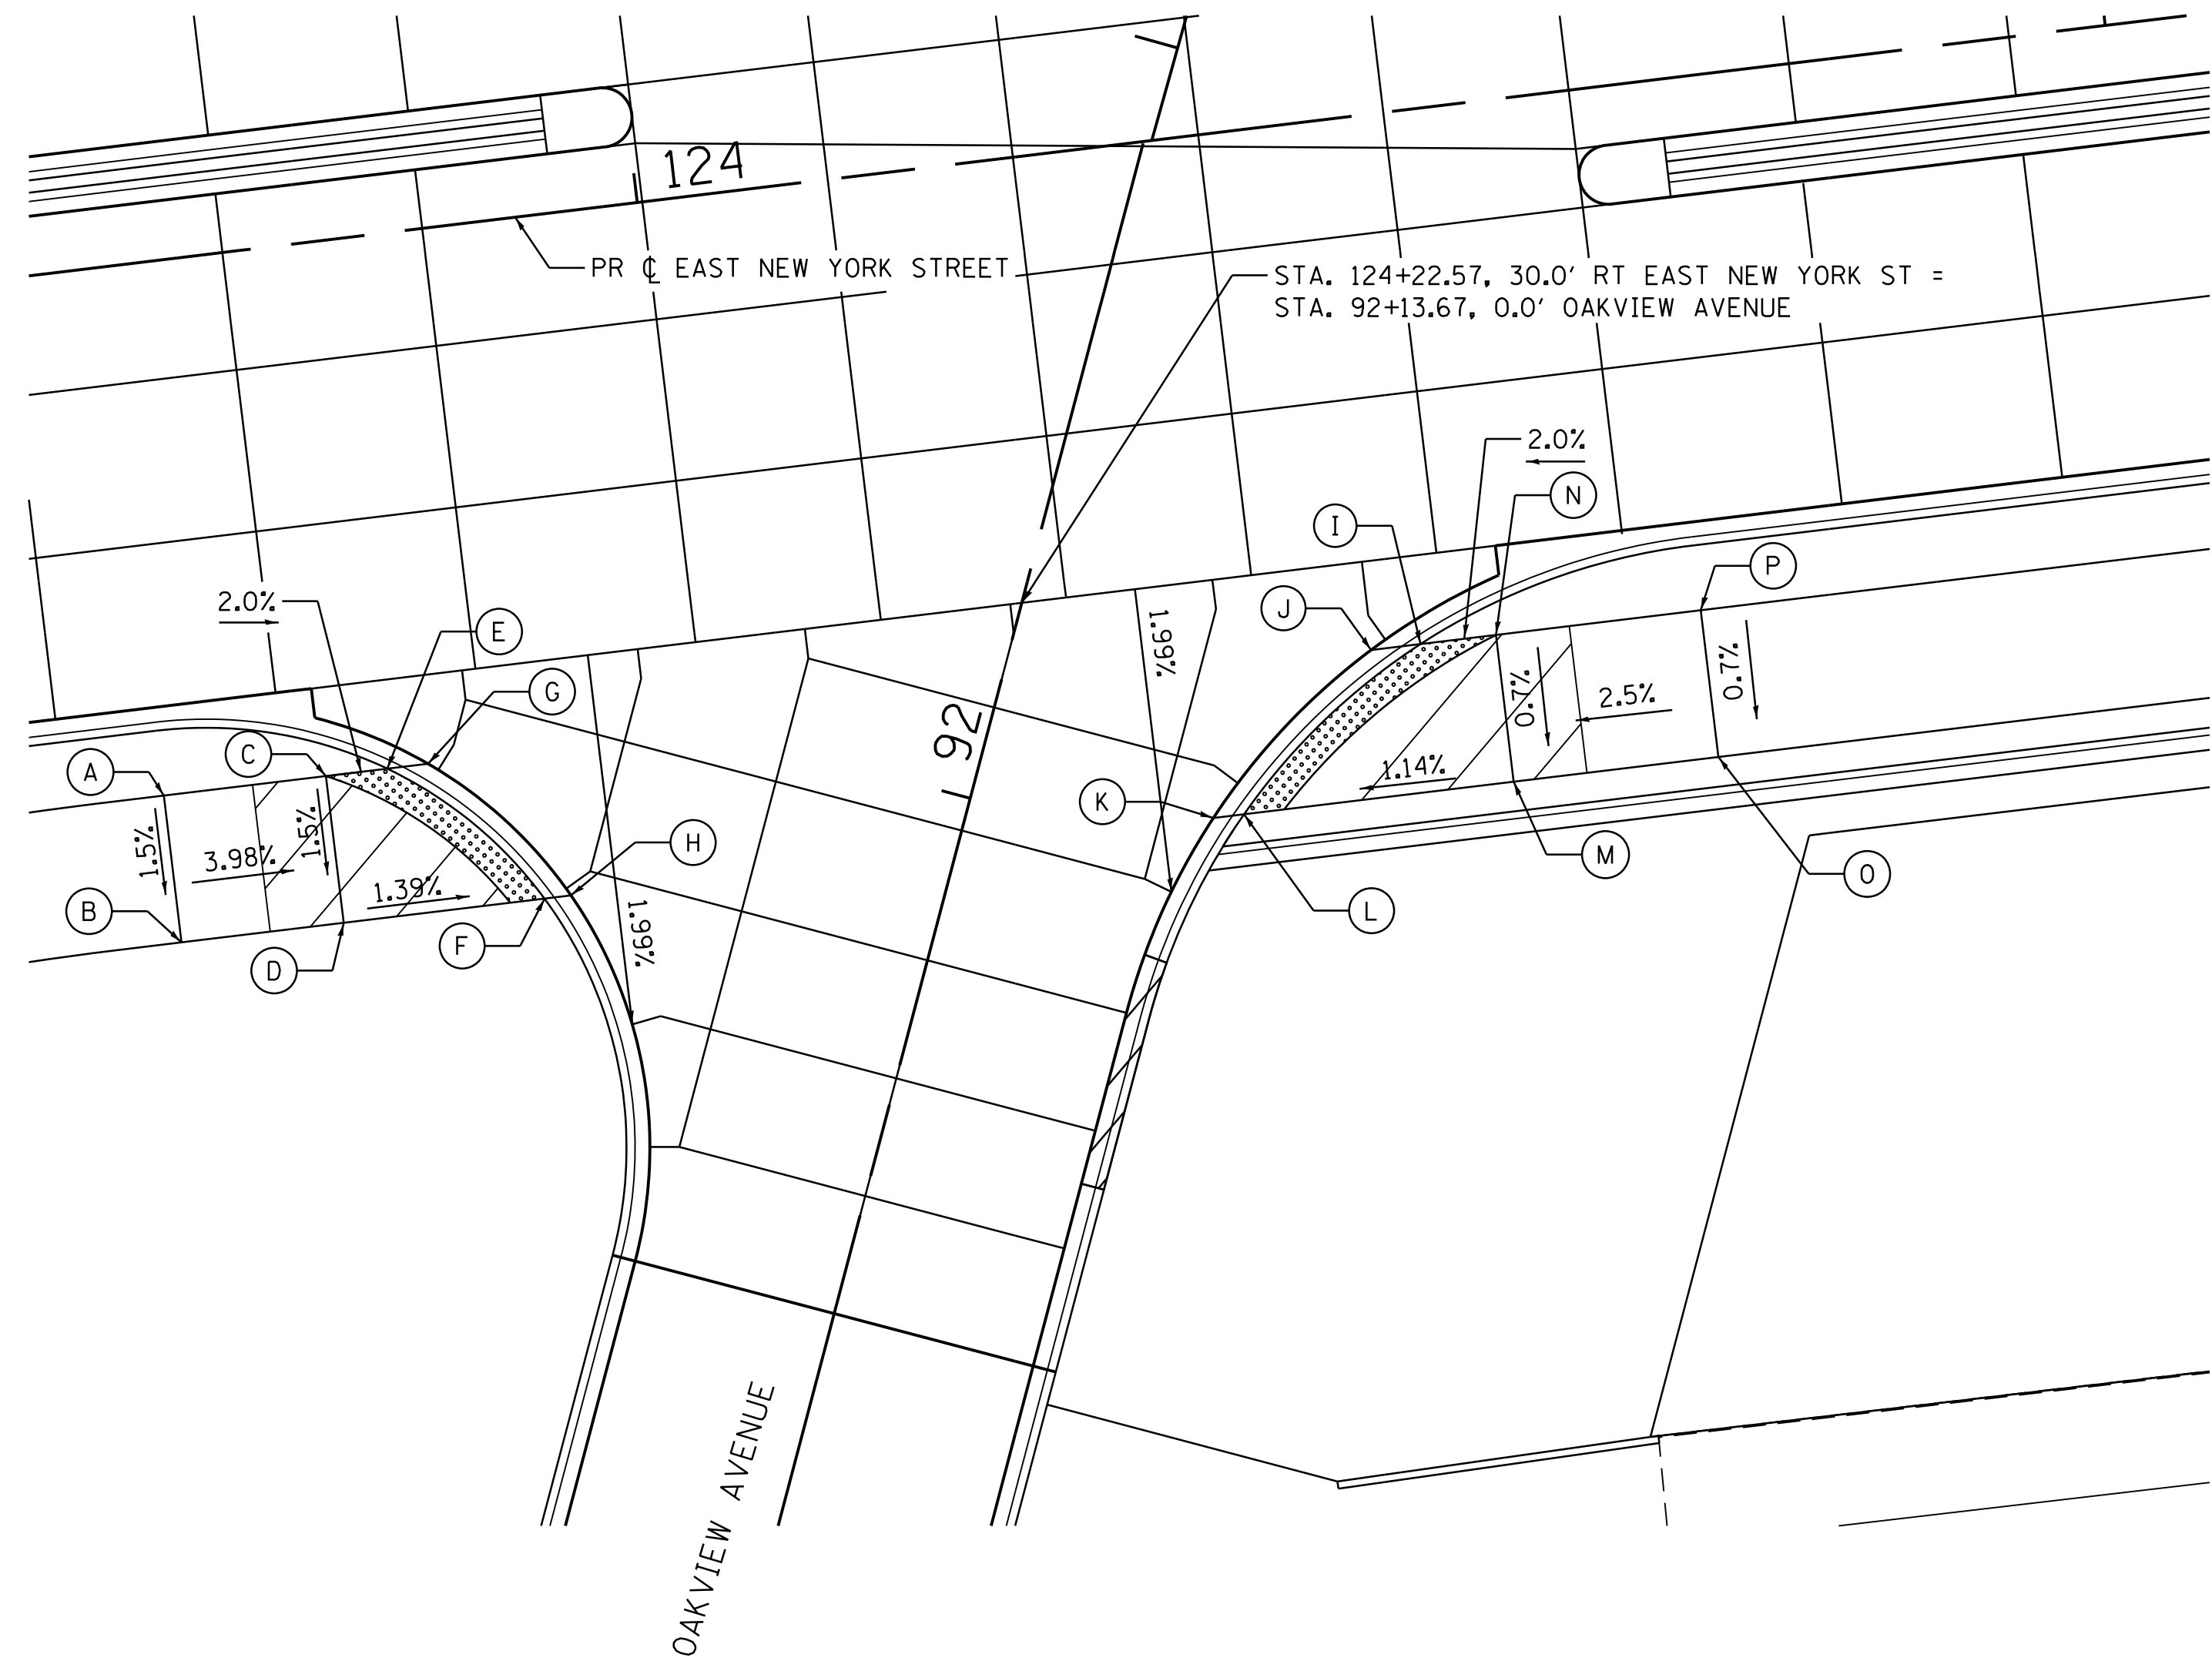 124
PR ℄ EAST NEW YORK STREET
STA. 124+22.57, 30.0' RT EAST NEW YORK ST =
STA. 92+13.67, 0.0' OAKVIEW AVENUE
2.0%
N
I
P
2.0%
J
E
1.99%
G
0.7%
0.7%
2.5%
92
C
A
1.14%
K
1.5%
1.5%
3.98%
H
M
O
1.39%
B
L
F
1.99%
D
OAKVIEW AVENUE